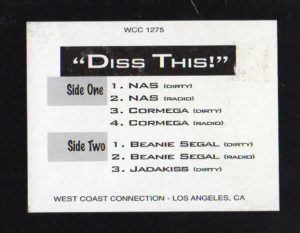 WCC 1275
"DISS THIS!"
Side One
1. NAS (DIRTY)
2. NAS (RADIO)
3. CORMEGA (DIRTY)
4. CORMEGA (RADIO)
Side Two
1. BEANIE SEGAL (DIRTY)
2. BEANIE SEGAL (RADIO)
3. JADAKISS (DIRTY)
WEST COAST CONNECTION - LOS ANGELES, CA